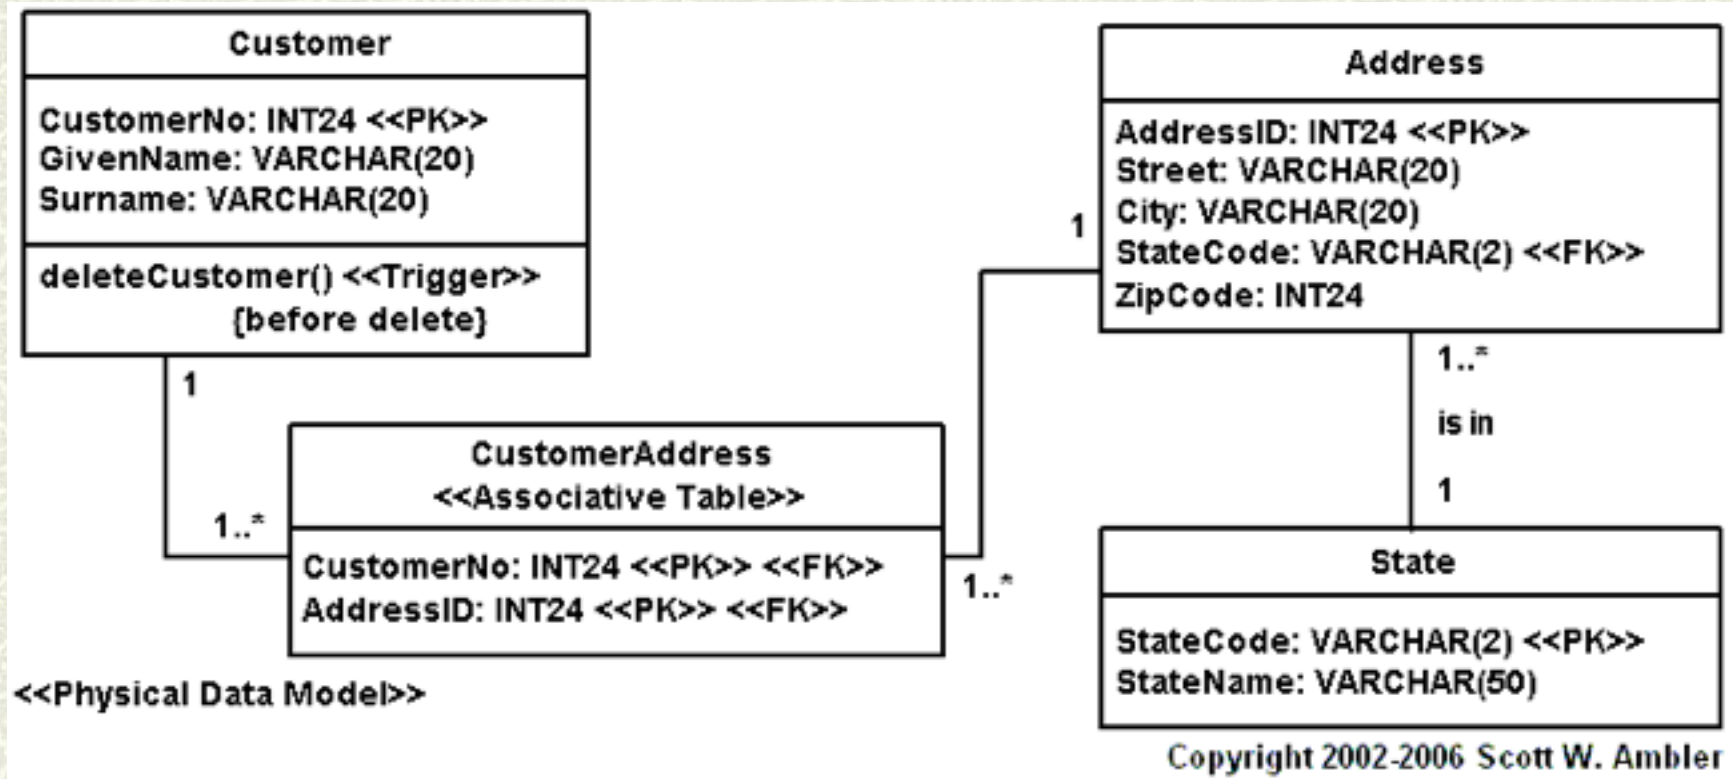 Customer
CustomerNo: INT24 <<PK>>
GivenName: VARCHAR(20)
Surname: VARCHAR(20)
deleteCustomer() <<Trigger>>
{before delete}
1
1..*
CustomerAddress
<<Associative Table>>
CustomerNo: INT24 <<PK>> <<FK>>
AddressID: INT24 <<PK>> <<FK>>
1..*
1
Address
AddressID: INT24 <<PK>>
Street: VARCHAR(20)
City: VARCHAR(20)
StateCode: VARCHAR(2) <<FK>>
ZipCode: INT24
1..*
is in
1
State
StateCode: VARCHAR(2) <<PK>>
StateName: VARCHAR(50)
<<Physical Data Model>>
Copyright 2002-2006 Scott W. Ambler